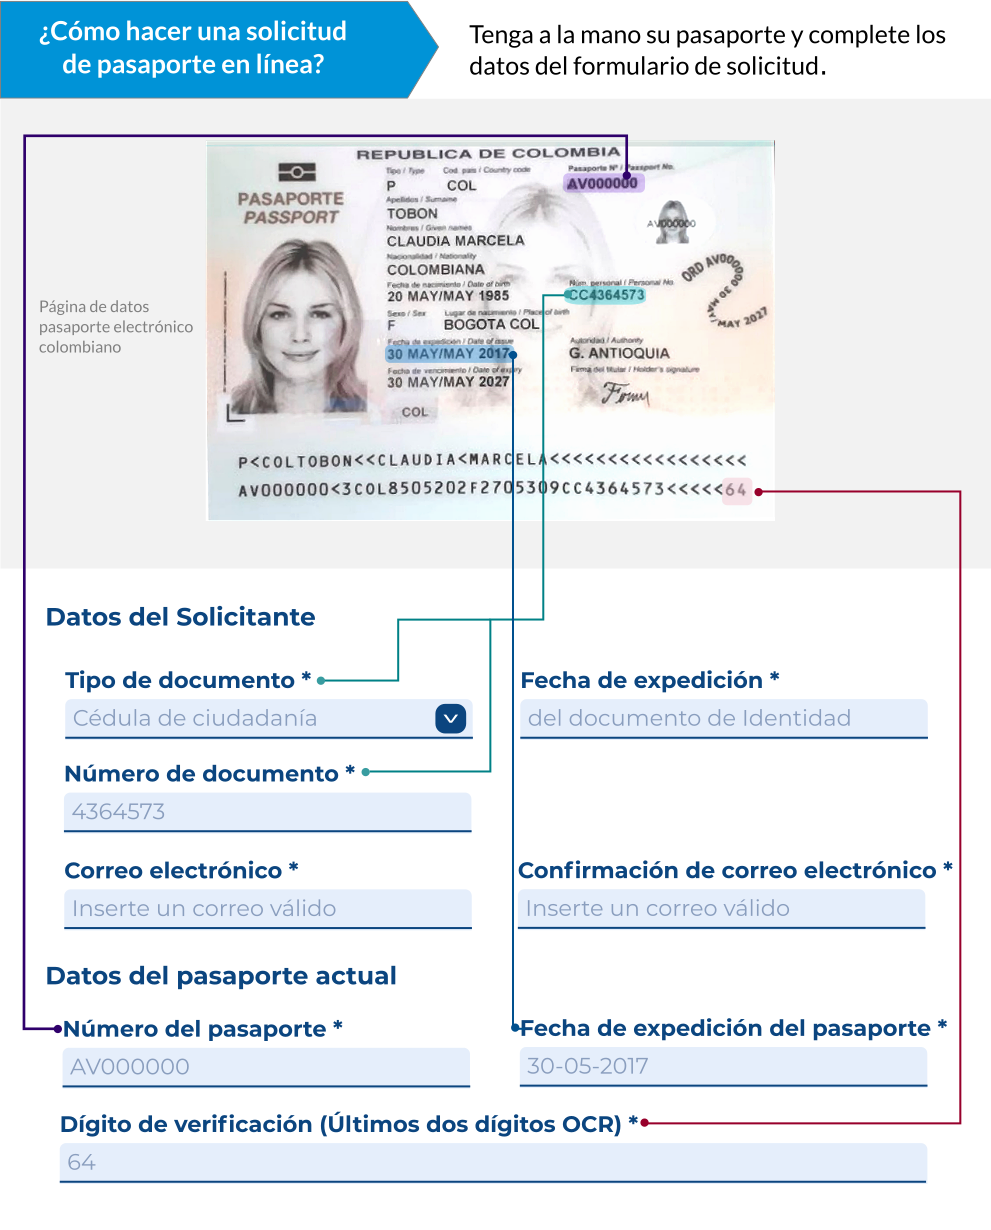 ¿Cómo hacer una solicitud
de pasaporte en línea?
Tenga a la mano su pasaporte y complete los
datos del formulario de solicitud.
REPUBLICA DE COLOMBIA
PASAPORTE
PASSPORT
Tipo / Type Cod. pais / Country code Pasaporte Nº / Passport No.
P COL AV000000
Apellidos / Surname
TOBON
Nombres / Given names
CLAUDIA MARCELA
AV000000
Nacionalidad / Nationality
COLOMBIANA
Fecha de nacimiento / Date of birth Núm. personal / Personal No.
20 MAY/MAY 1985 CC4364573
Sexo / Sex Lugar de nacimiento / Place of birth
F BOGOTA COL
Fecha de expedición / Date of issue Autoridad / Authority
30 MAY/MAY 2017 G. ANTIOQUIA
Fecha de vencimiento / Date of expiry Firma del titular / Holder's signature
30 MAY/MAY 2027
COL
ORD AV000000 30 MAY/MAY 2027
Página de datos
pasaporte electrónico
colombiano
P<COLTOBON<<CLAUDIA<MARCELA<<<<<<<<<<<<<<<<<
AV000000<3COL8505202F2705309CC4364573<<<<<64
Datos del Solicitante
Tipo de documento * Fecha de expedición *
Cédula de ciudadanía del documento de Identidad
Número de documento *
4364573
Correo electrónico * Confirmación de correo electrónico *
Inserte un correo válido Inserte un correo válido
Datos del pasaporte actual
Número del pasaporte * Fecha de expedición del pasaporte *
AV000000 30-05-2017
Dígito de verificación (Últimos dos dígitos OCR) *
64